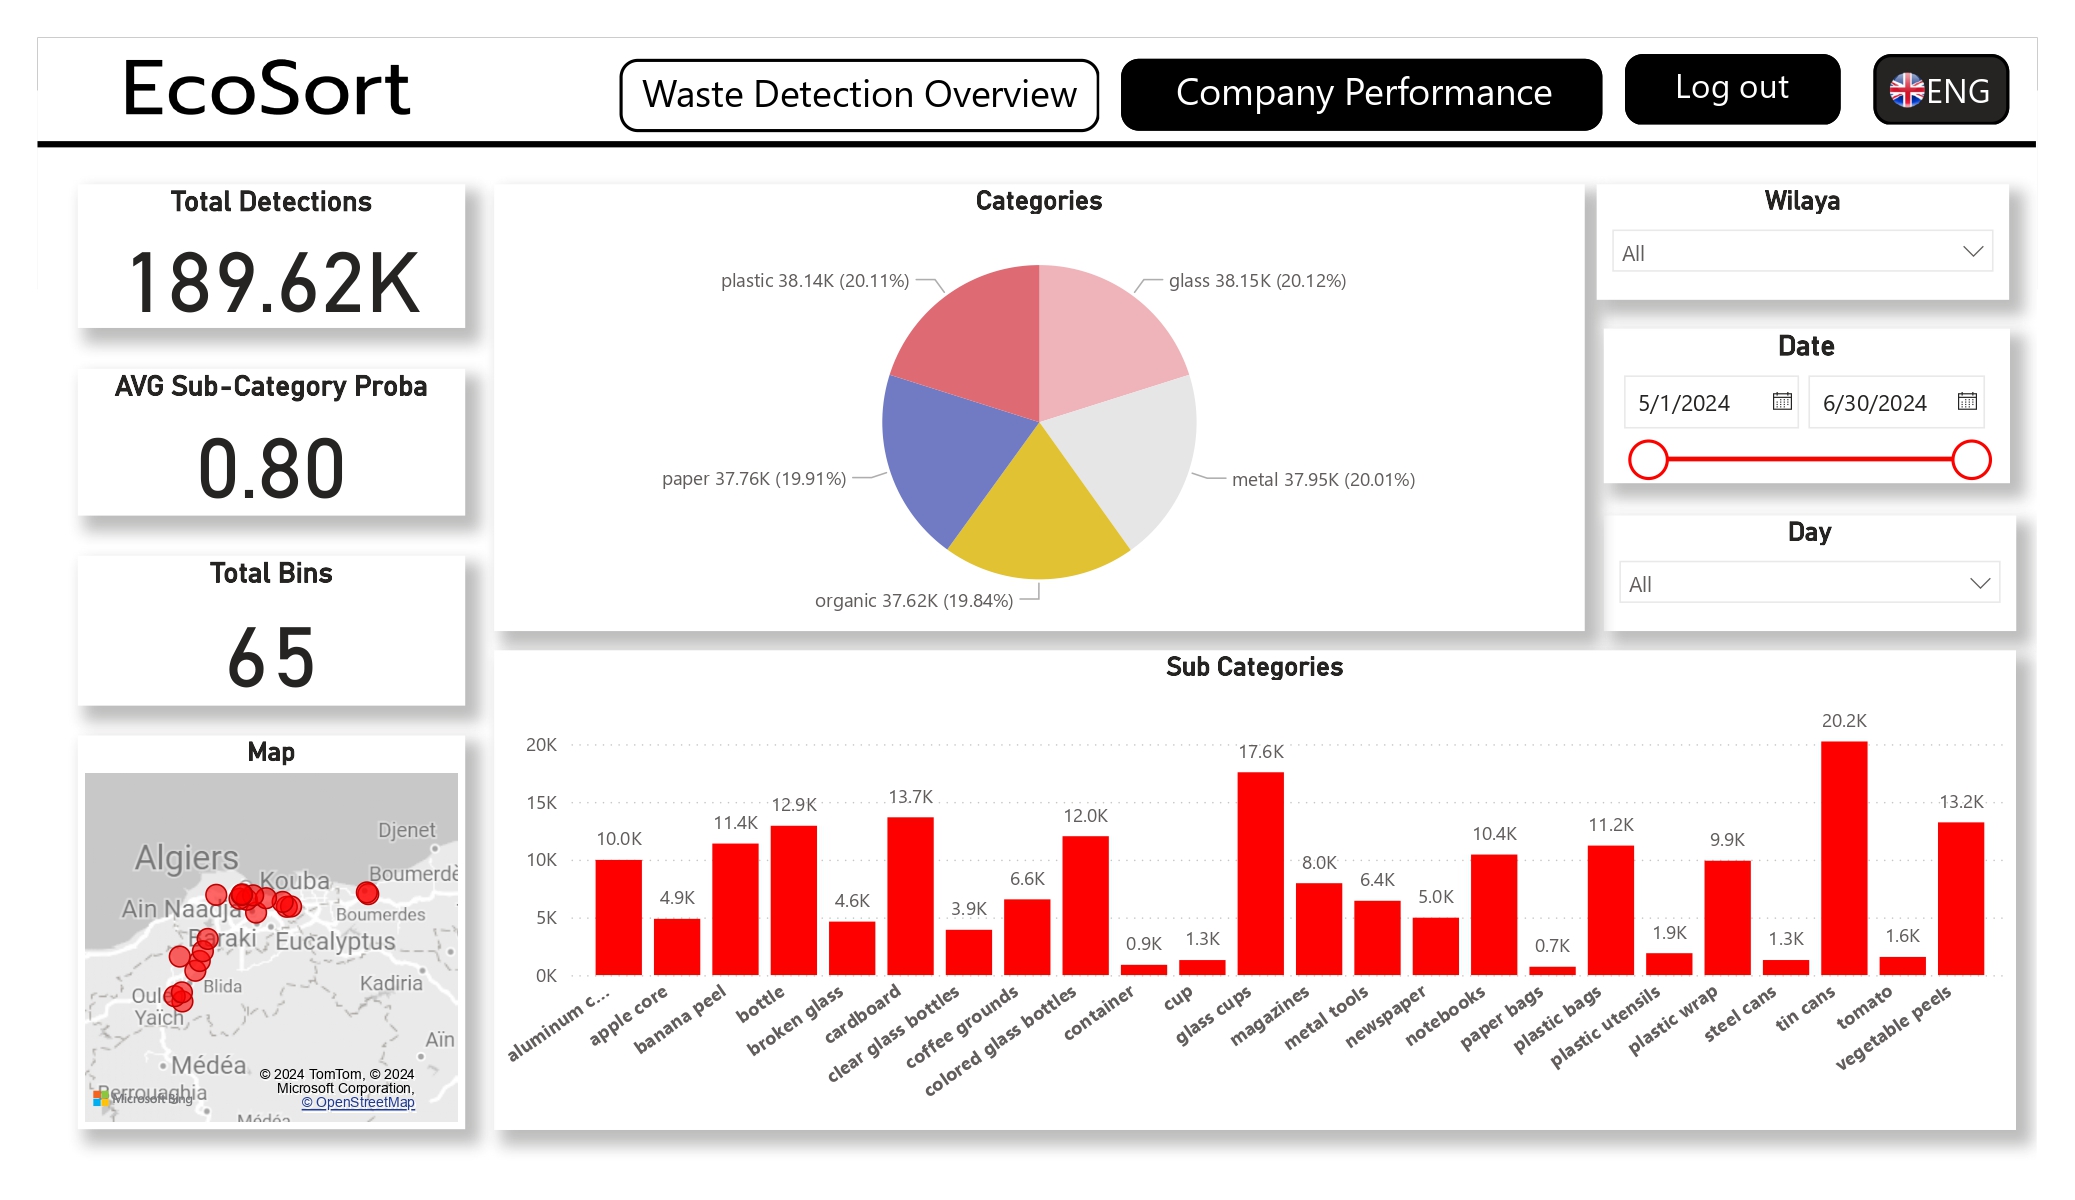 EcoSort
Waste Detection Overview
Company Performance
Log out
ENG
Total Detections
189.62K
AVG Sub-Category Proba
0.80
Total Bins
65
Map
Djenet
Algiers
Kouba
Boumerdè
Ain Naadja
Boumerdes
Baraki
Eucalyptus
Blida
Kadiria
Oul
Yaïch
Aïn
Médéa
Berrouaghia
Médéa
© 2024 TomTom, © 2024
Microsoft Corporation,
© OpenStreetMap
Microsoft Bing
Categories
plastic 38.14K (20.11%)
glass 38.15K (20.12%)
paper 37.76K (19.91%)
metal 37.95K (20.01%)
organic 37.62K (19.84%)
Wilaya
All
Date
5/1/2024
6/30/2024
Day
All
Sub Categories
20K
15K
10K
5K
0K
10.0K
4.9K
11.4K
12.9K
4.6K
13.7K
3.9K
6.6K
12.0K
0.9K
1.3K
17.6K
8.0K
6.4K
5.0K
10.4K
0.7K
11.2K
1.9K
9.9K
1.3K
20.2K
1.6K
13.2K
aluminum c...
apple core
banana peel
bottle
broken glass
cardboard
clear glass bottles
coffee grounds
colored glass bottles
container
cup
glass cups
magazines
metal tools
newspaper
notebooks
paper bags
plastic bags
plastic utensils
plastic wrap
steel cans
tin cans
tomato
vegetable peels